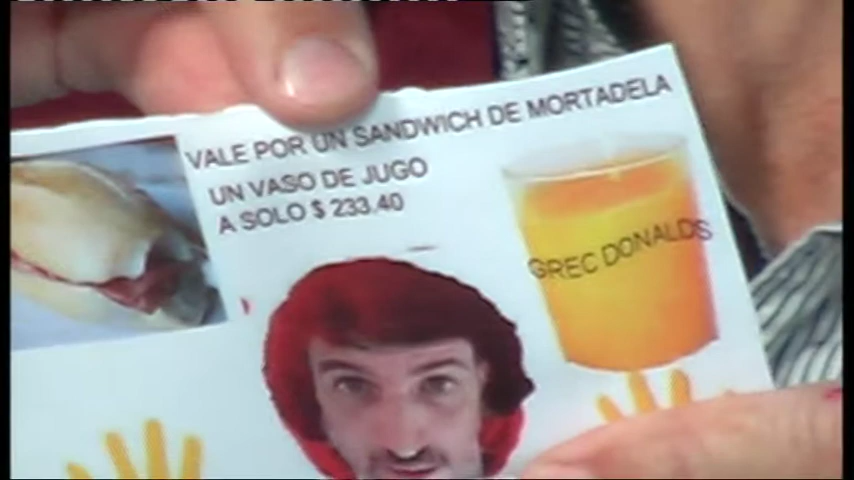 VALE POR UN SANDWICH DE MORTADELA
UN VASO DE JUGO
A SOLO $ 233.40
GREC DONALDS